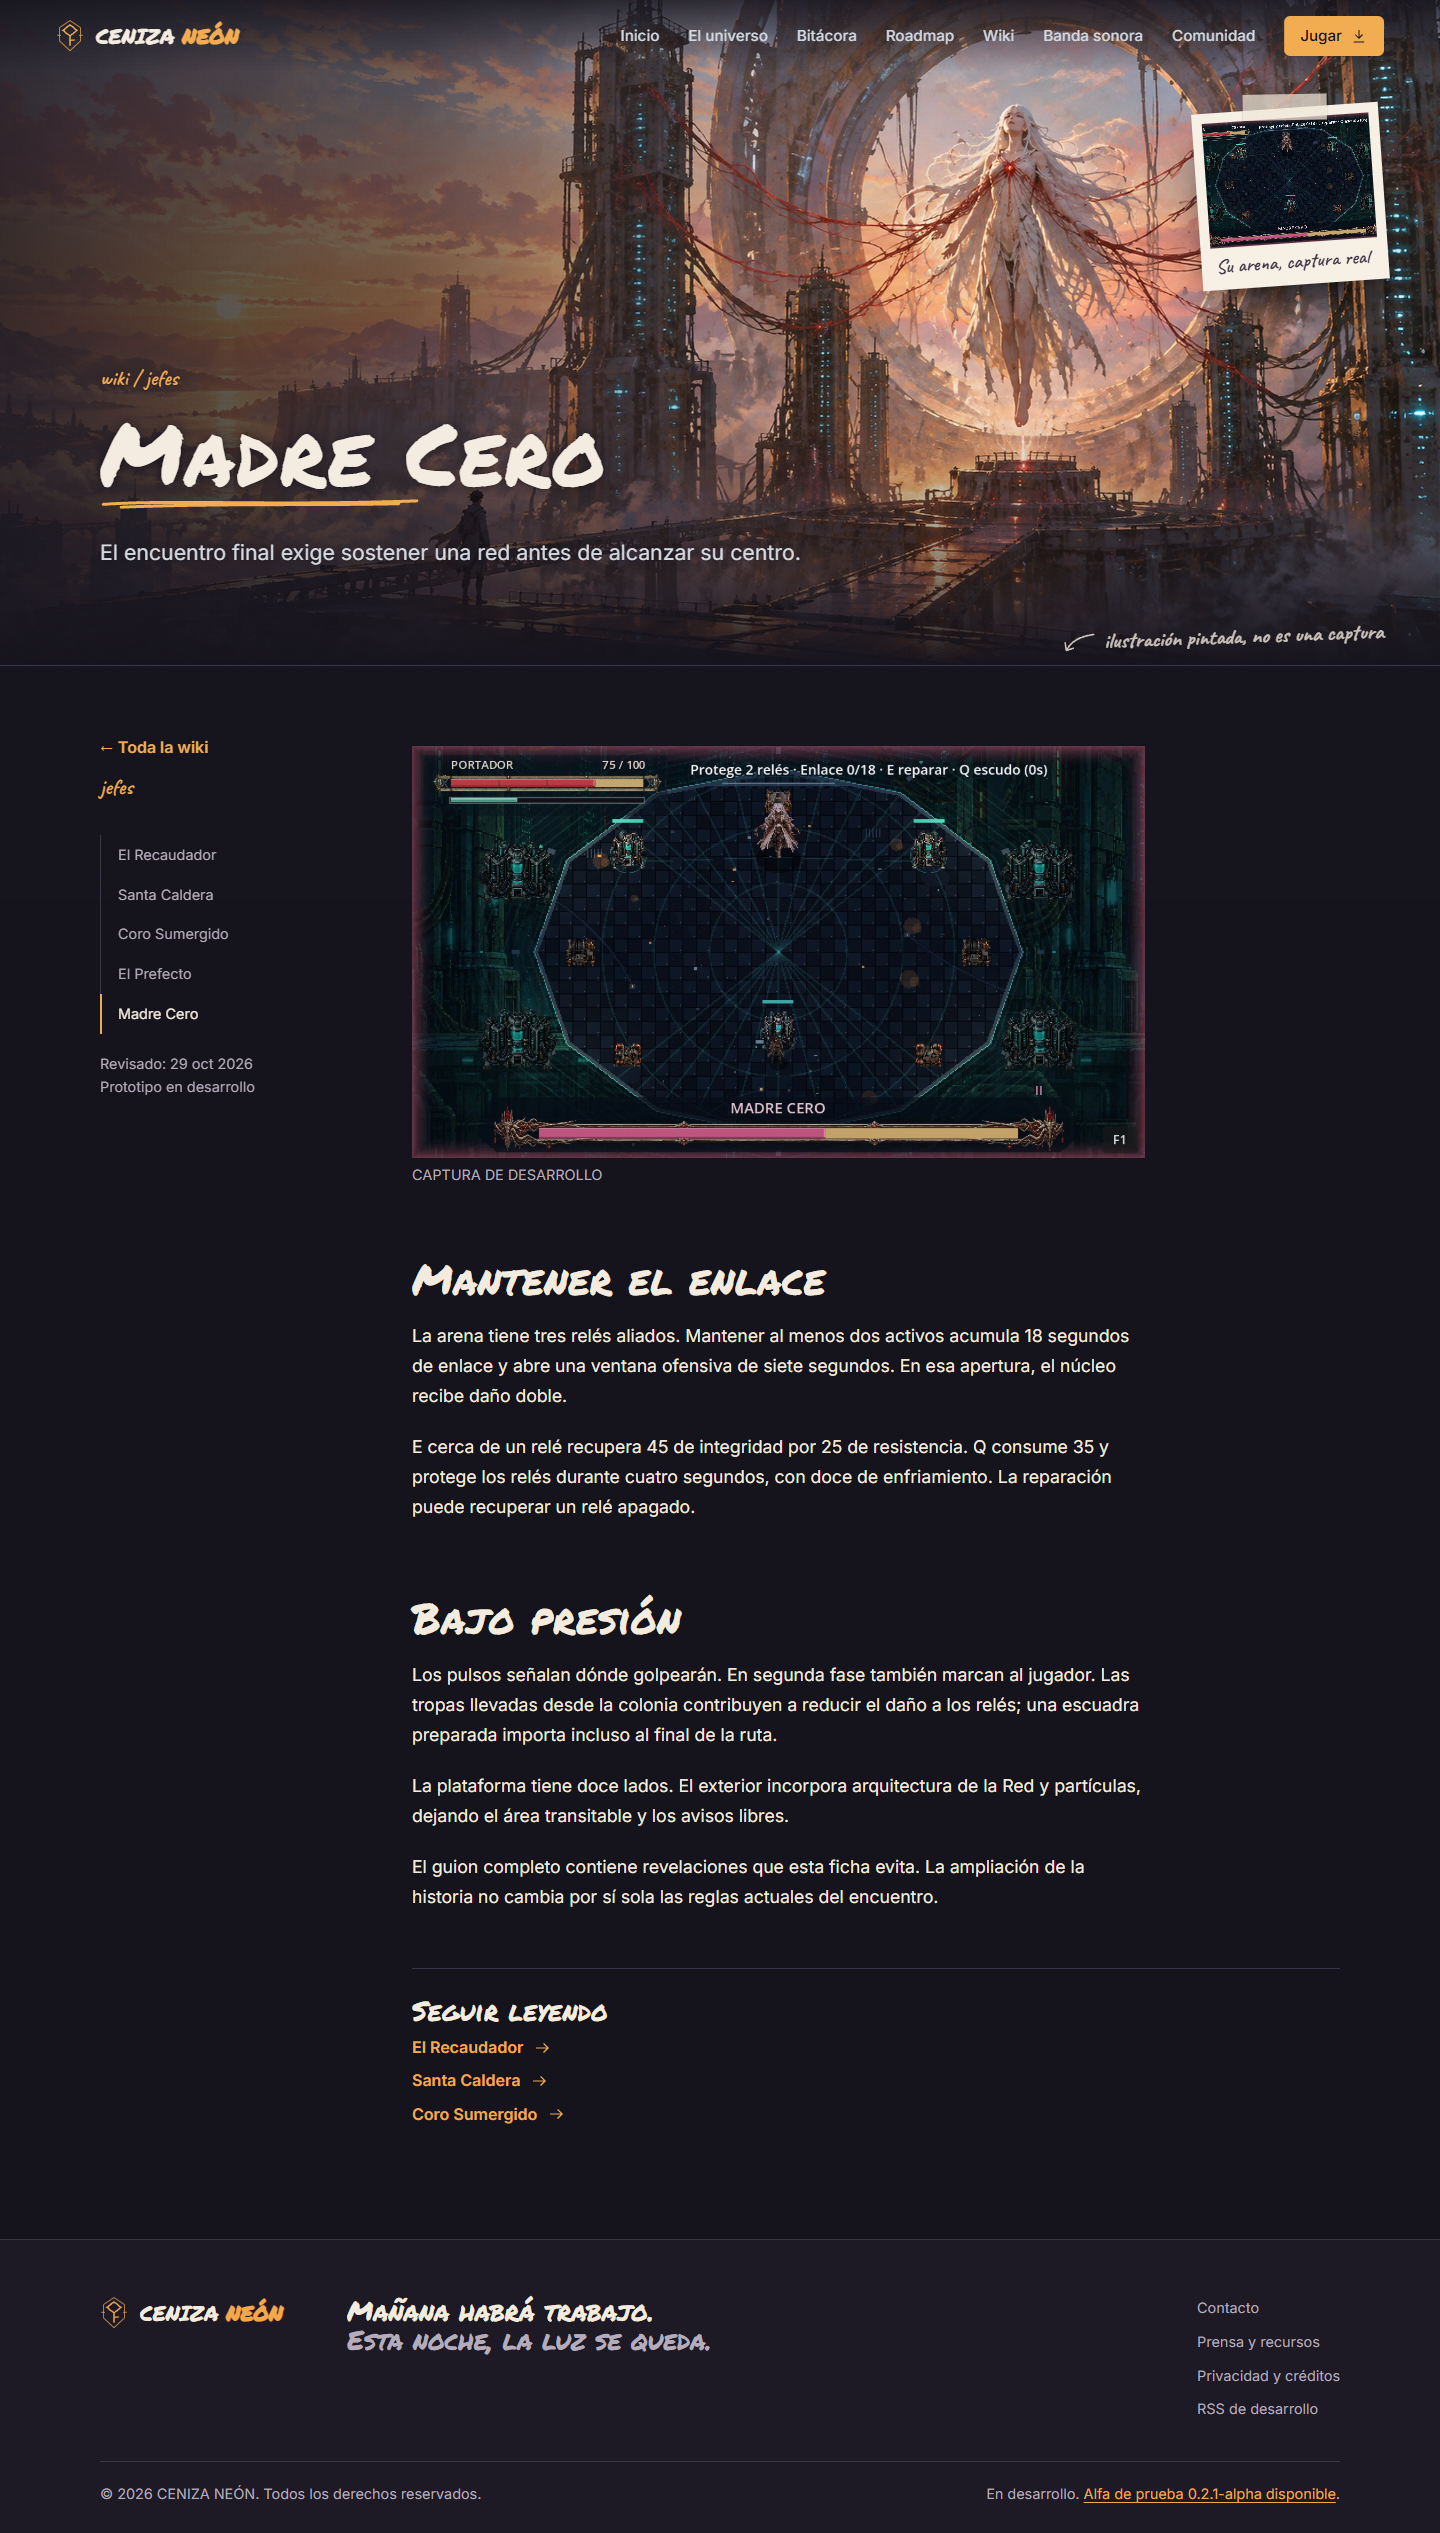 CENIZA NEÓN
Inicio El universo Bitácora Roadmap Wiki Banda sonora Comunidad Jugar
Su arena, captura real
wiki / jefes
Madre Cero
El encuentro final exige sostener una red antes de alcanzar su centro.
ilustración pintada, no es una captura
← Toda la wiki
jefes
El Recaudador
Santa Caldera
Coro Sumergido
El Prefecto
Madre Cero
Revisado: 29 oct 2026
Prototipo en desarrollo
PORTADOR 75 / 100
Protege 2 relés · Enlace 0/18 · E reparar · Q escudo (0s)
MADRE CERO
F1
CAPTURA DE DESARROLLO
Mantener el enlace
La arena tiene tres relés aliados. Mantener al menos dos activos acumula 18 segundos
de enlace y abre una ventana ofensiva de siete segundos. En esa apertura, el núcleo
recibe daño doble.
E cerca de un relé recupera 45 de integridad por 25 de resistencia. Q consume 35 y
protege los relés durante cuatro segundos, con doce de enfriamiento. La reparación
puede recuperar un relé apagado.
Bajo presión
Los pulsos señalan dónde golpearán. En segunda fase también marcan al jugador. Las
tropas llevadas desde la colonia contribuyen a reducir el daño a los relés; una escuadra
preparada importa incluso al final de la ruta.
La plataforma tiene doce lados. El exterior incorpora arquitectura de la Red y partículas,
dejando el área transitable y los avisos libres.
El guion completo contiene revelaciones que esta ficha evita. La ampliación de la
historia no cambia por sí sola las reglas actuales del encuentro.
Seguir leyendo
El Recaudador →
Santa Caldera →
Coro Sumergido →
CENIZA NEÓN
Mañana habrá trabajo.
Esta noche, la luz se queda.
Contacto
Prensa y recursos
Privacidad y créditos
RSS de desarrollo
© 2026 CENIZA NEÓN. Todos los derechos reservados.
En desarrollo. Alfa de prueba 0.2.1-alpha disponible.